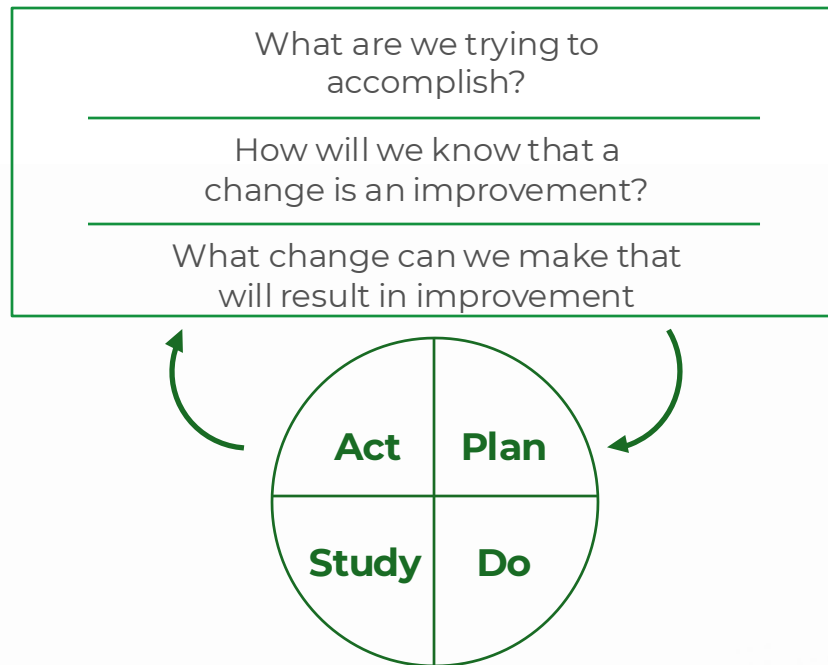 What are we trying to
accomplish?
How will we know that a
change is an improvement?
What change can we make that
will result in improvement
Act
Plan
Study
Do